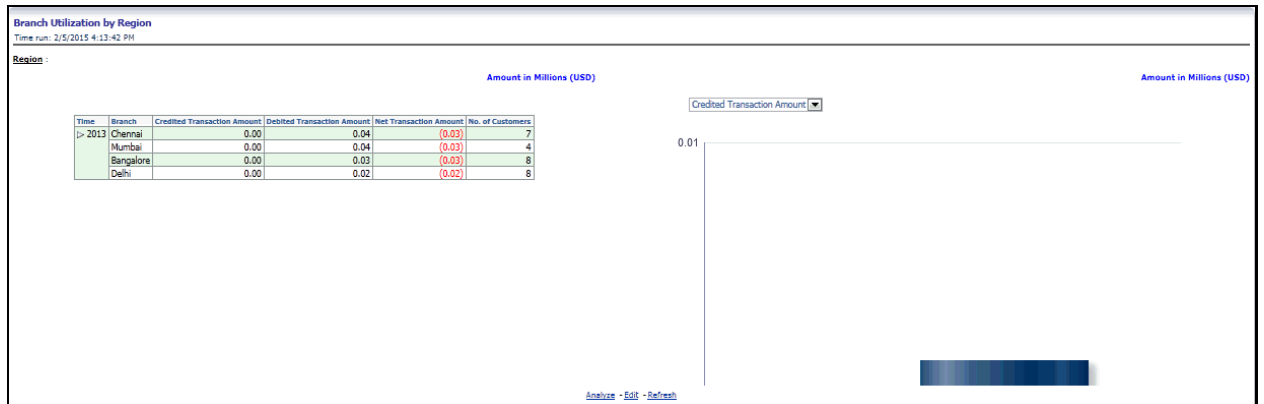 Branch Utilization by Region
Time run: 2/5/2015 4:13:42 PM
Region :
Amount in Millions (USD)
Amount in Millions (USD)
Credited Transaction Amount
Time Branch Credited Transaction Amount Debited Transaction Amount Net Transaction Amount No. of Customers
2013 Chennai 0.00 0.04 (0.03) 7
Mumbai 0.00 0.04 (0.03) 4
Bangalore 0.00 0.03 (0.03) 8
Delhi 0.00 0.02 (0.02) 8
0.01
Analyze - Edit - Refresh